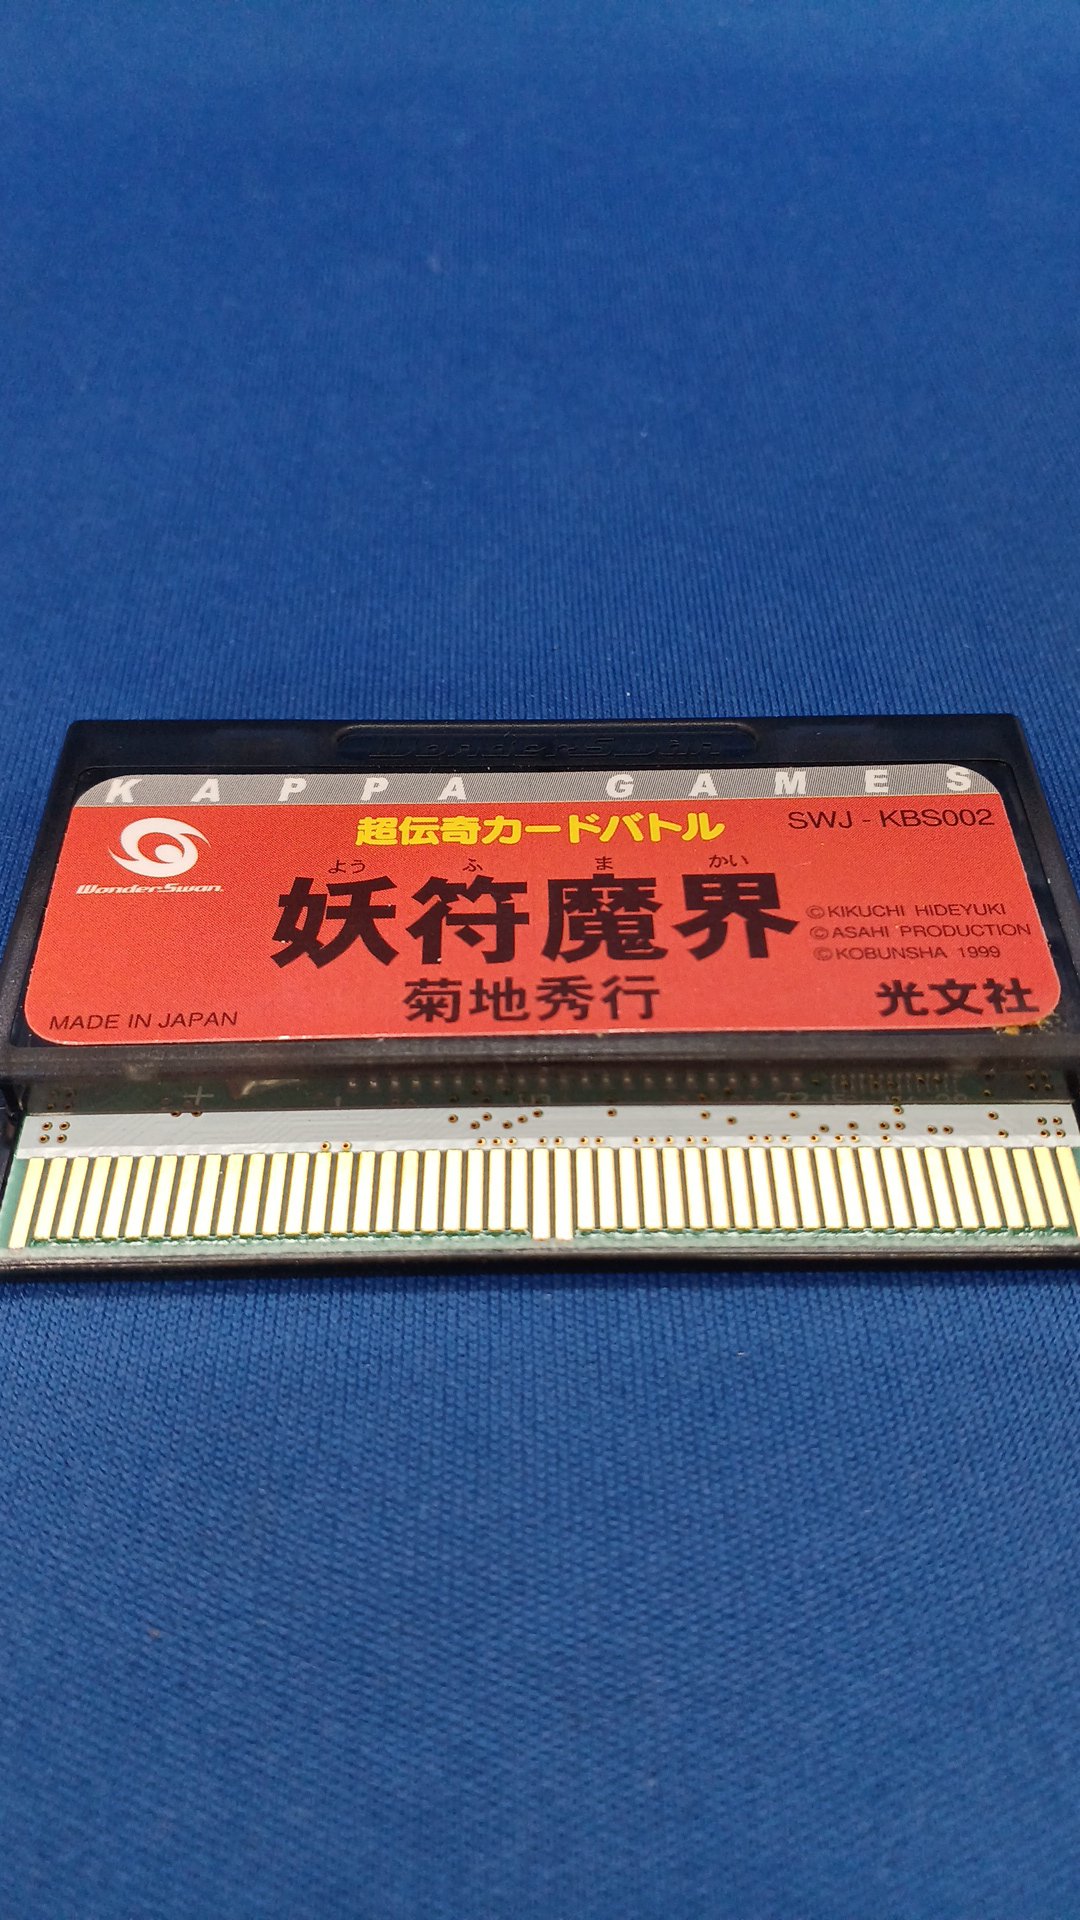 WonderSwan
KAPPA GAMES
超伝奇カードバトル
SWJ - KBS002
WonderSwan
よう ふ ま かい
妖符魔界
©KIKUCHI HIDEYUKI
©ASAHI PRODUCTION
©KOBUNSHA 1999
菊地秀行
光文社
MADE IN JAPAN